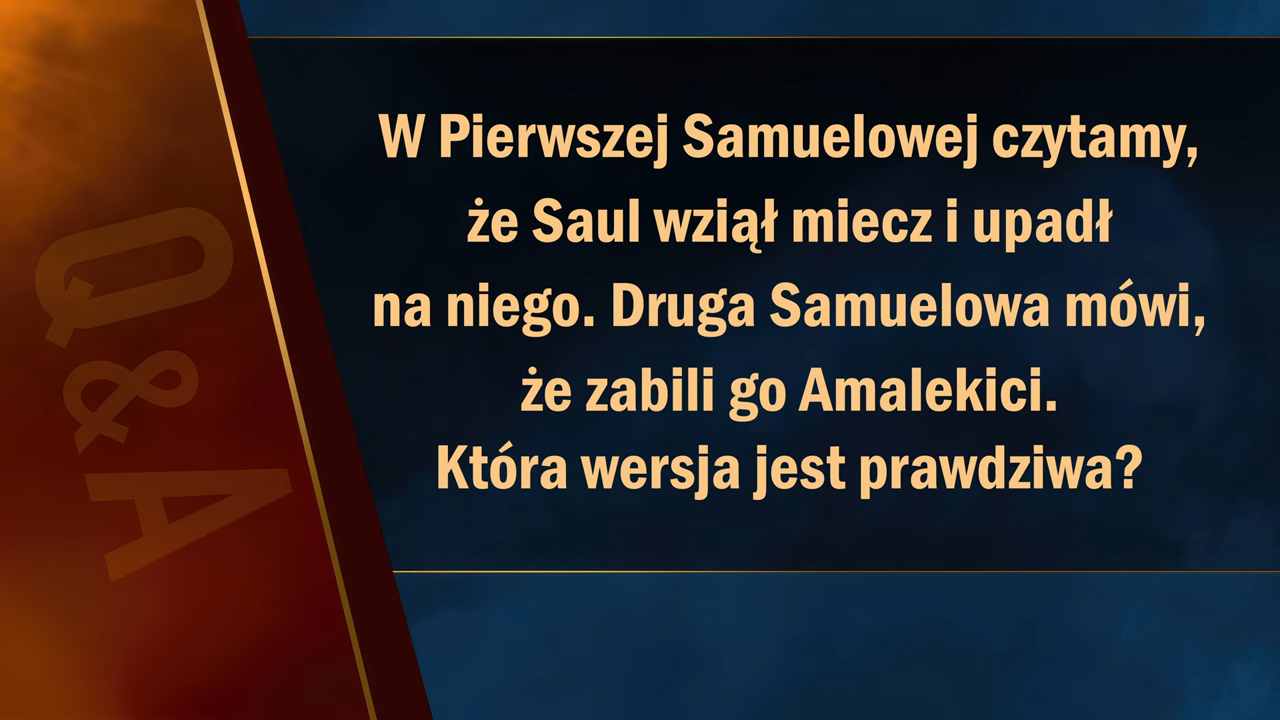 Q & A
W Pierwszej Samuelowej czytamy,
że Saul wziął miecz i upadł
na niego. Druga Samuelowa mówi,
że zabili go Amalekici.
Która wersja jest prawdziwa?